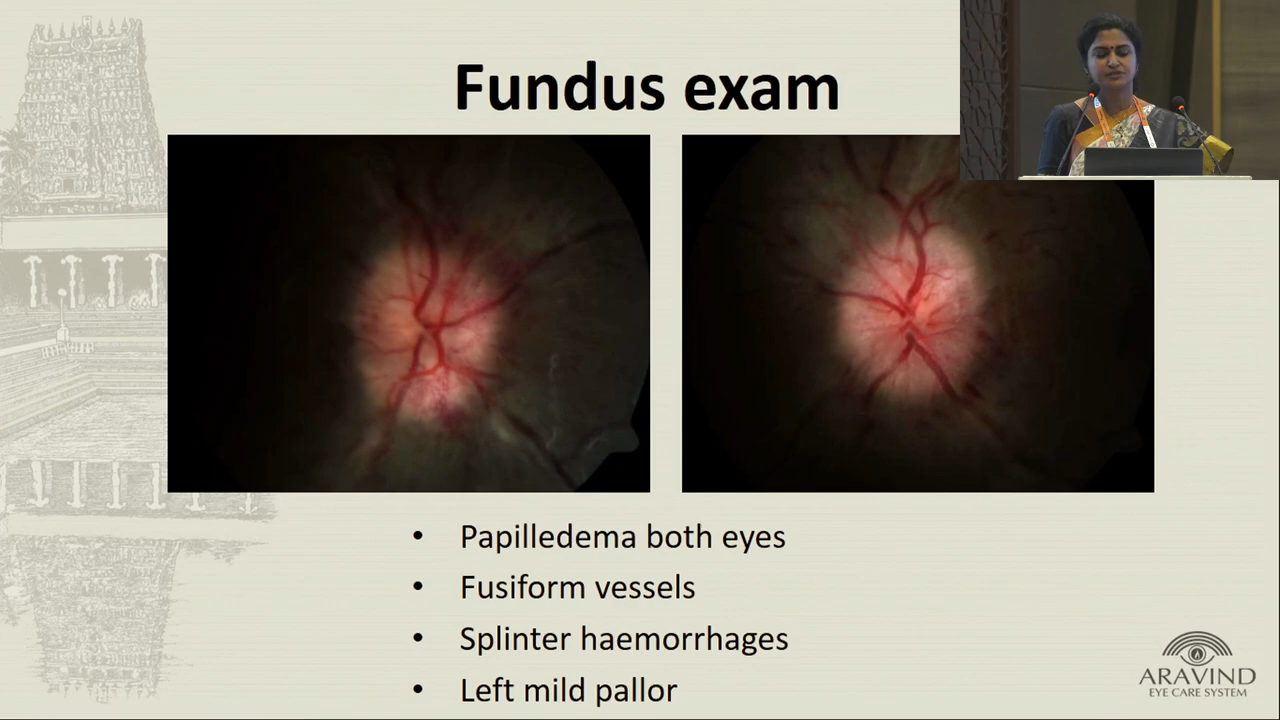 Fundus exam
• Papilledema both eyes
• Fusiform vessels
• Splinter haemorrhages
• Left mild pallor
ARAVIND
EYE CARE SYSTEM